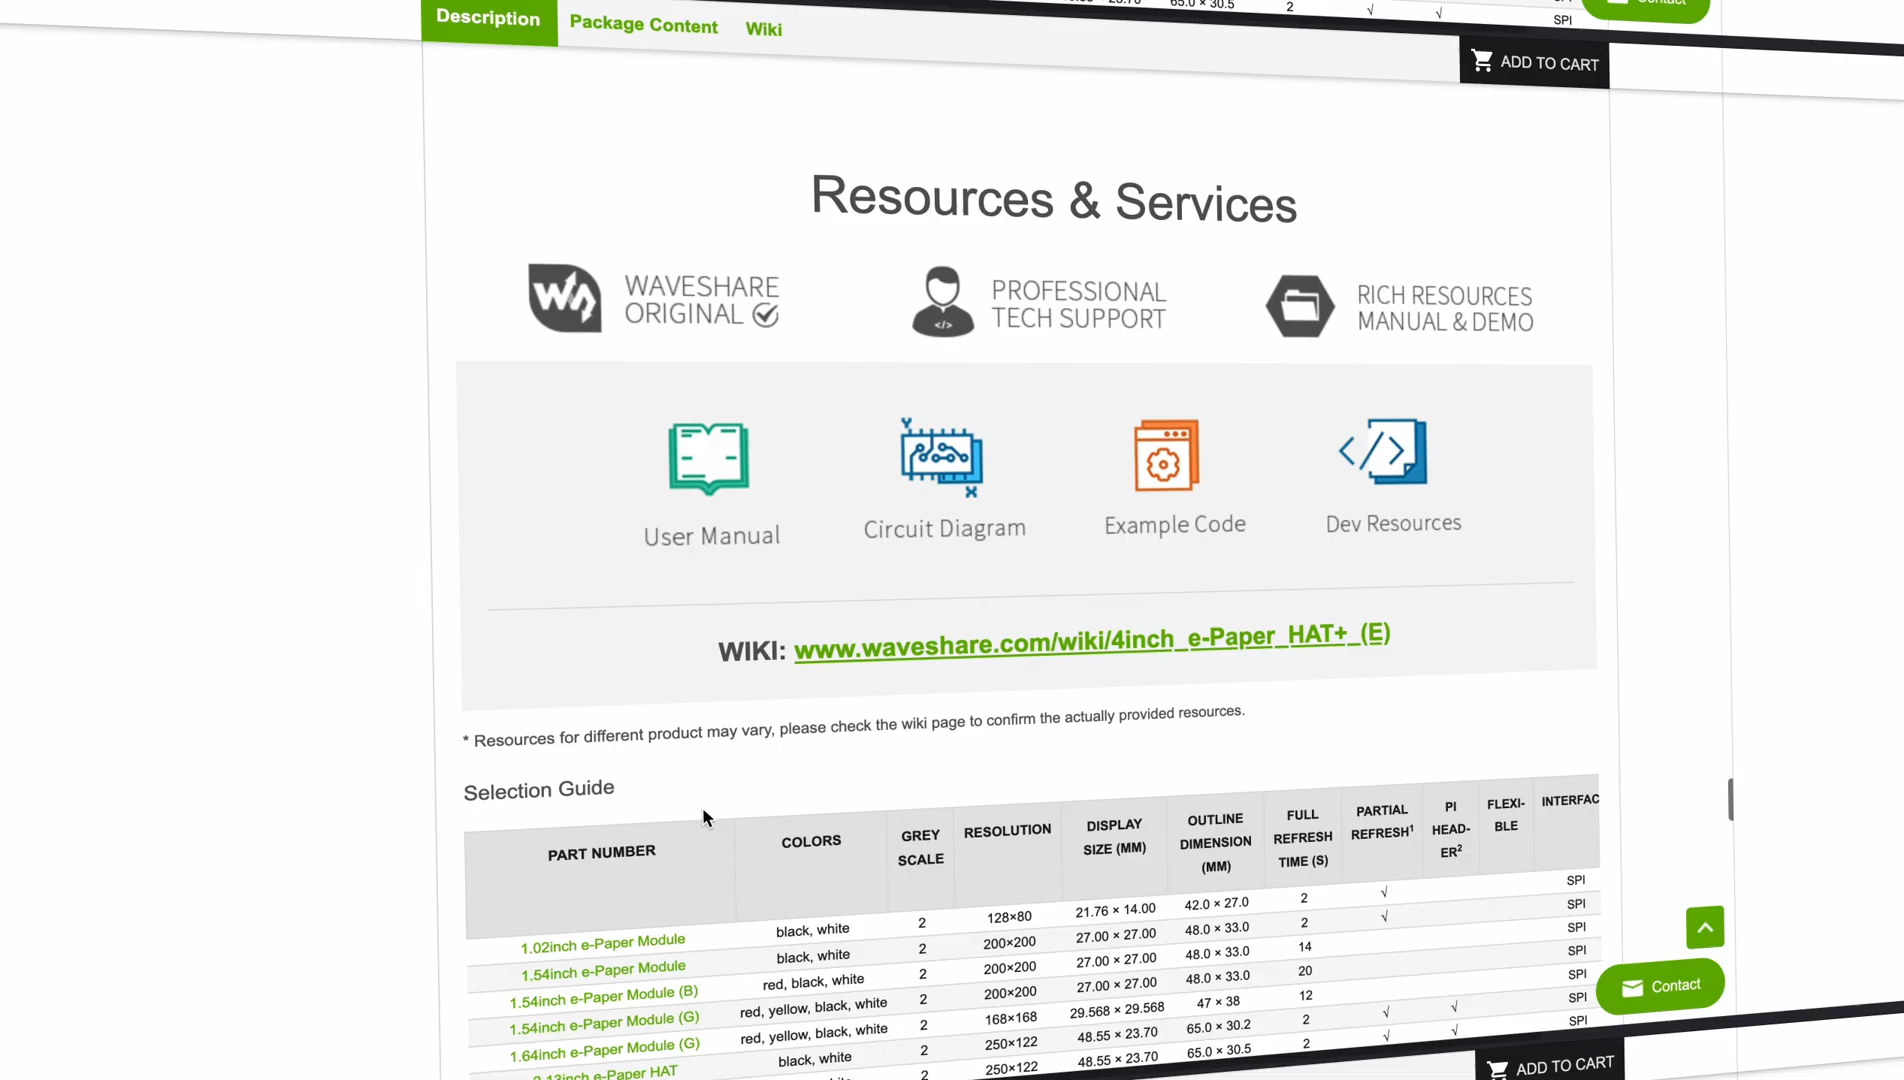 65.0 × 30.5 2 √ √
SPI
Description Package Content Wiki
ADD TO CART
Resources & Services
WAVESHARE
ORIGINAL
PROFESSIONAL
TECH SUPPORT
RICH RESOURCES
MANUAL & DEMO
User Manual Circuit Diagram Example Code Dev Resources
WIKI: www.waveshare.com/wiki/4inch_e-Paper_HAT+_(E)
* Resources for different product may vary, please check the wiki page to confirm the actually provided resources.
Selection Guide
PART NUMBER COLORS GREY SCALE RESOLUTION DISPLAY SIZE (MM) OUTLINE DIMENSION (MM) FULL REFRESH TIME (S) PARTIAL REFRESH1 PI HEAD-ER2 FLEXI-BLE INTERFAC
1.02inch e-Paper Module black, white 2 128×80 21.76 × 14.00 42.0 × 27.0 2 √ SPI
1.54inch e-Paper Module black, white 2 200×200 27.00 × 27.00 48.0 × 33.0 2 √ SPI
1.54inch e-Paper Module (B) red, black, white 2 200×200 27.00 × 27.00 48.0 × 33.0 14 SPI
1.54inch e-Paper Module (G) red, yellow, black, white 2 200×200 27.00 × 27.00 48.0 × 33.0 20 SPI
1.64inch e-Paper Module (G) red, yellow, black, white 2 168×168 29.568 × 29.568 47 × 38 12 SPI
2.13inch e-Paper HAT black, white 2 250×122 48.55 × 23.70 65.0 × 30.2 2 √ √ SPI
2 250×122 48.55 × 23.70 65.0 × 30.5 2 √ √ SPI
Contact
ADD TO CART